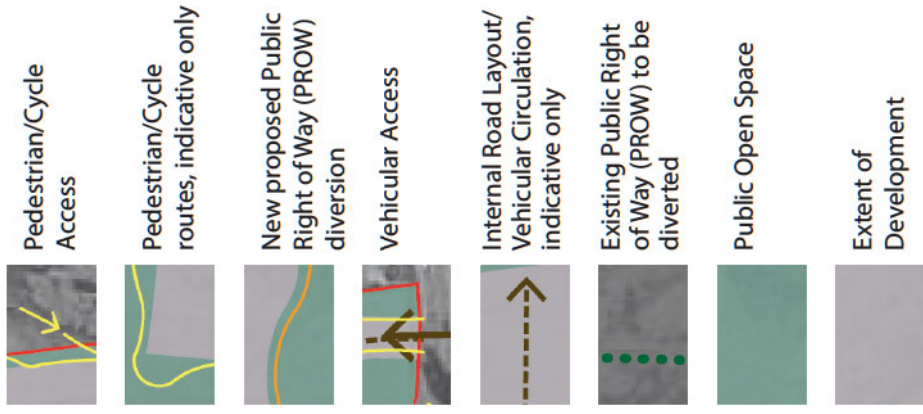 Pedestrian/Cycle
Access
Pedestrian/Cycle
routes, indicative only
New proposed Public
Right of Way (PROW)
diversion
Vehicular Access
Internal Road Layout/
Vehicular Circulation,
indicative only
Existing Public Right
of Way (PROW) to be
diverted
Public Open Space
Extent of
Development